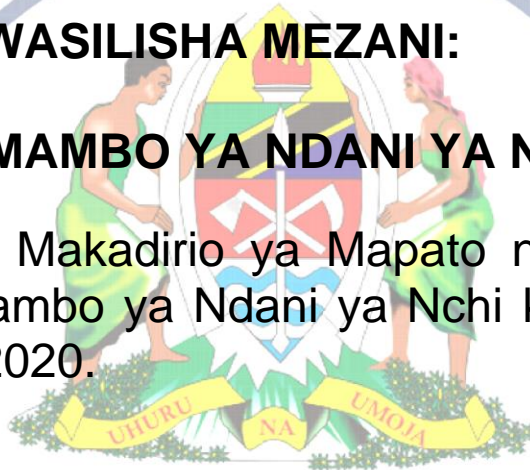 WASILISHA MEZANI:
MAMBO YA NDANI YA N
Makadirio ya Mapato
ambo ya Ndani ya Nchi
2020.
UHURU NA UMOJA